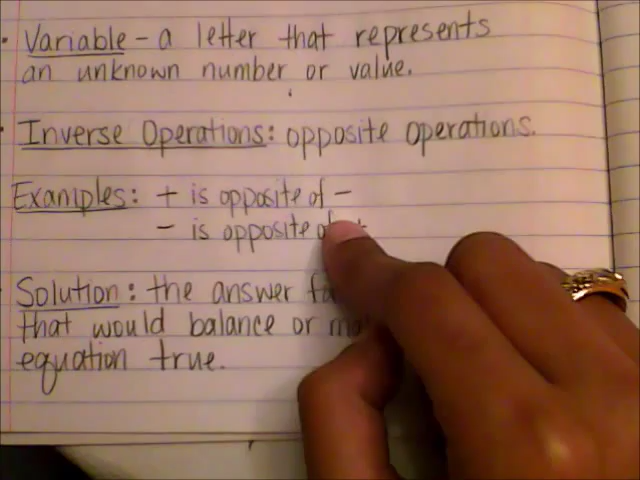 • Variable - a letter that represents
an unknown number or value.
• Inverse Operations: opposite operations.
Examples: + is opposite of -
- is opposite of +
• Solution: the answer
that would balance or
equation true.